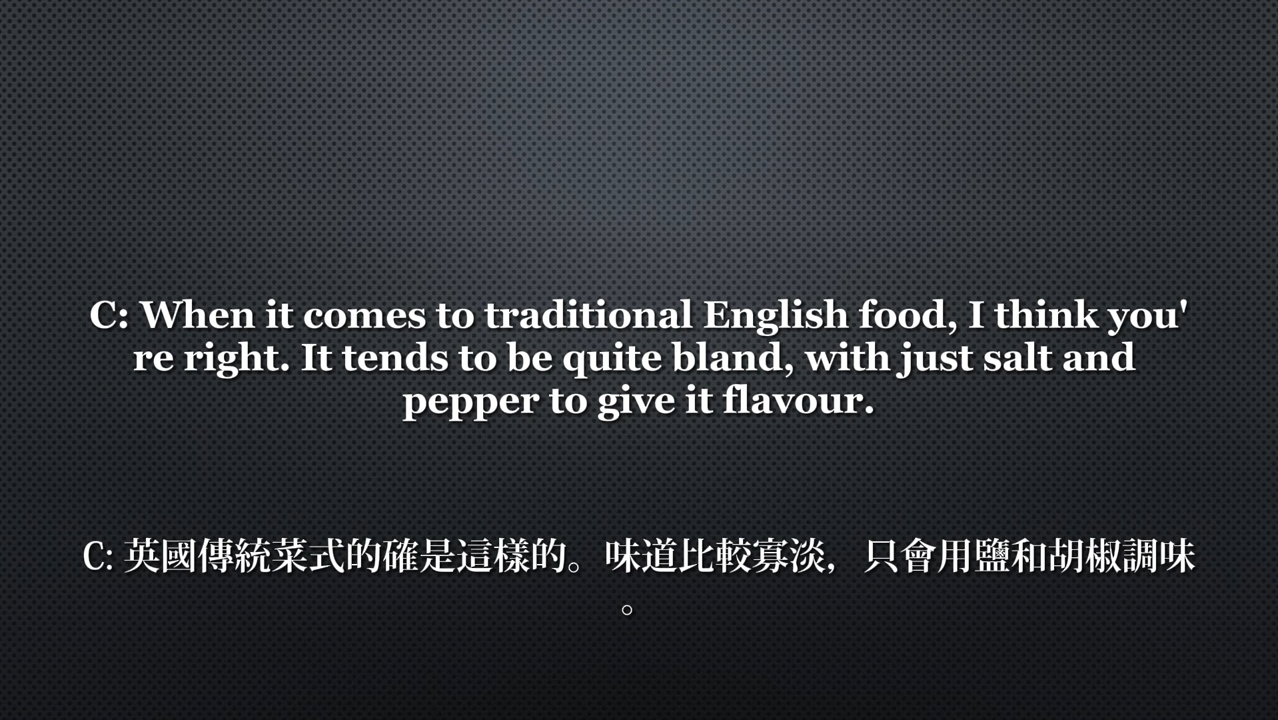 C: When it comes to traditional English food, I think you'
re right. It tends to be quite bland, with just salt and
pepper to give it flavour.
C: 英國傳統菜式的確是這樣的。味道比較寡淡，只會用鹽和胡椒調味
。